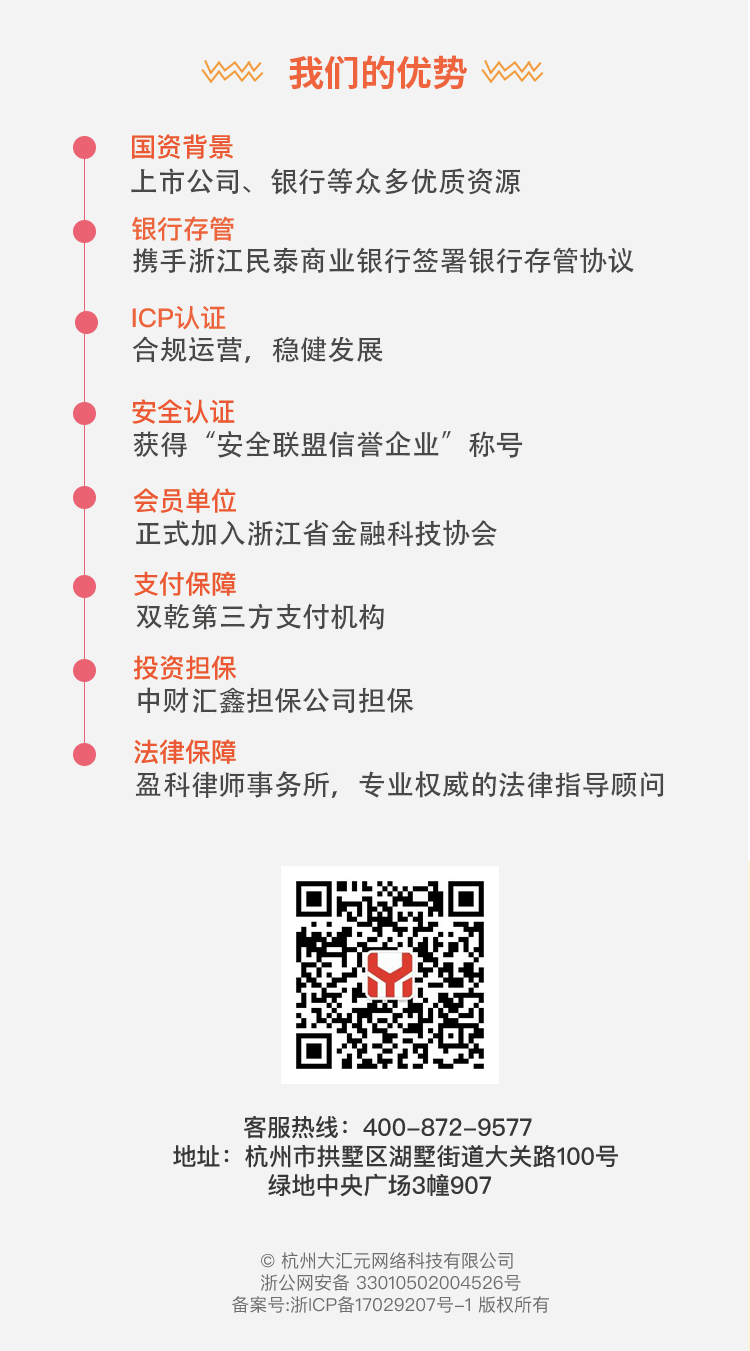 我们的优势
国资背景
上市公司、银行等众多优质资源
银行存管
携手浙江民泰商业银行签署银行存管协议
ICP认证
合规运营，稳健发展
安全认证
获得“安全联盟信誉企业”称号
会员单位
正式加入浙江省金融科技协会
支付保障
双乾第三方支付机构
投资担保
中财汇鑫担保公司担保
法律保障
盈科律师事务所，专业权威的法律指导顾问
客服热线：400-872-9577
地址：杭州市拱墅区湖墅街道大关路100号
绿地中央广场3幢907
© 杭州大汇元网络科技有限公司
浙公网安备 33010502004526号
备案号:浙ICP备17029207号-1 版权所有